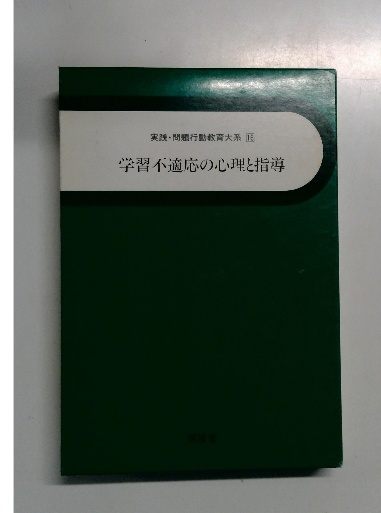 実践・問題行動教育大系 15
学習不適応の心理と指導